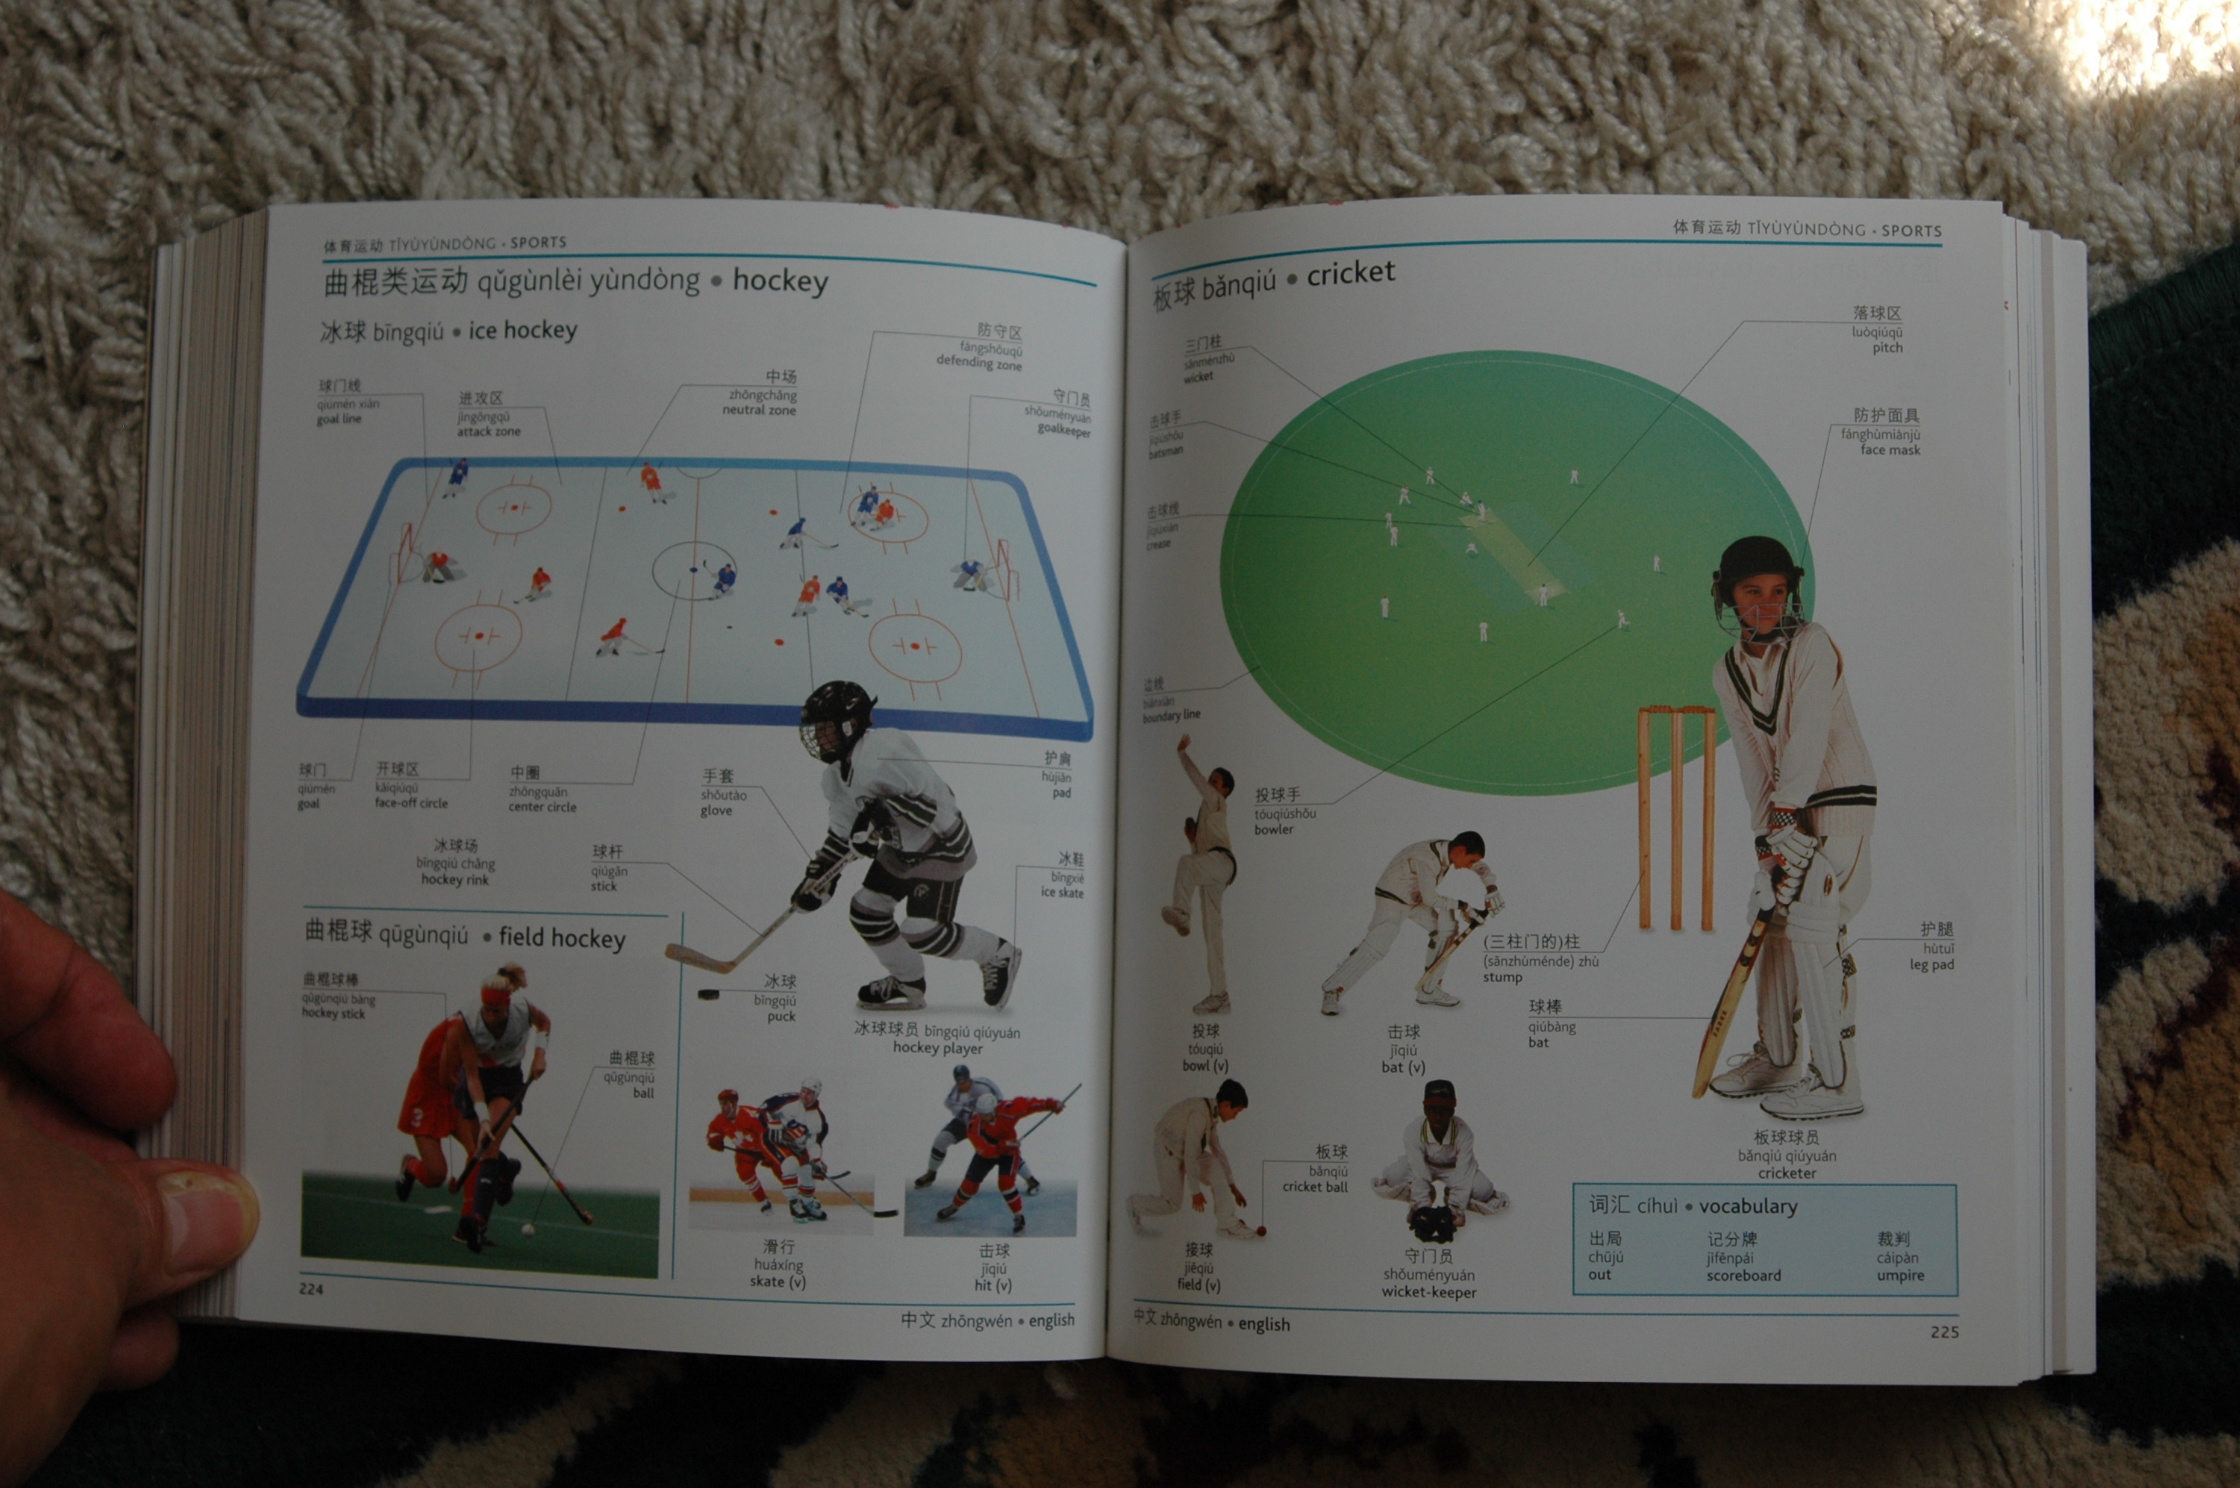 体育运动 TǏYÙYÙNDÒNG • SPORTS
曲棍类运动 qǔgùnlèi yùndòng • hockey
冰球 bīngqiú • ice hockey
球门线
qiúmén xiàn
goal line
进攻区
jìngōngqū
attack zone
中场
zhōngchǎng
neutral zone
防守区
fángshǒuqū
defending zone
守门员
shǒuményuán
goalkeeper
球门
qiúmén
goal
开球区
kāiqiúqū
face-off circle
中圈
zhōngquān
center circle
冰球场
bīngqiú chǎng
hockey rink
手套
shǒutào
glove
护肩
hùjiān
pad
球杆
qiúgān
stick
冰鞋
bīngxié
ice skate
冰球
bīngqiú
puck
冰球球员 bīngqiú qiúyuán
hockey player
曲棍球 qūgùnqiú • field hockey
曲棍球棒
qūgùnqiú bàng
hockey stick
曲棍球
qūgùnqiú
ball
滑行
huáxíng
skate (v)
击球
jīqiú
hit (v)
224
中文 zhōngwén • english
体育运动 TǏYÙYÙNDÒNG • SPORTS
板球 bǎnqiú • cricket
三门柱
sānménzhù
wicket
击球手
jīqiúshǒu
batsman
击球线
jīqiúxiàn
crease
边线
biānxiàn
boundary line
落球区
luòqiúqū
pitch
防护面具
fánghùmiànjù
face mask
投球手
tóuqiúshǒu
bowler
护腿
hùtuǐ
leg pad
(三柱门的)柱
(sānzhùménde) zhù
stump
球棒
qiúbàng
bat
板球球员
bǎnqiú qiúyuán
cricketer
投球
tóuqiú
bowl (v)
击球
jīqiú
bat (v)
接球
jiēqiú
field (v)
板球
bǎnqiú
cricket ball
守门员
shǒuményuán
wicket-keeper
词汇 cíhuì • vocabulary
出局
chūjú
out
记分牌
jìfēnpái
scoreboard
裁判
cáipàn
umpire
中文 zhōngwén • english
225